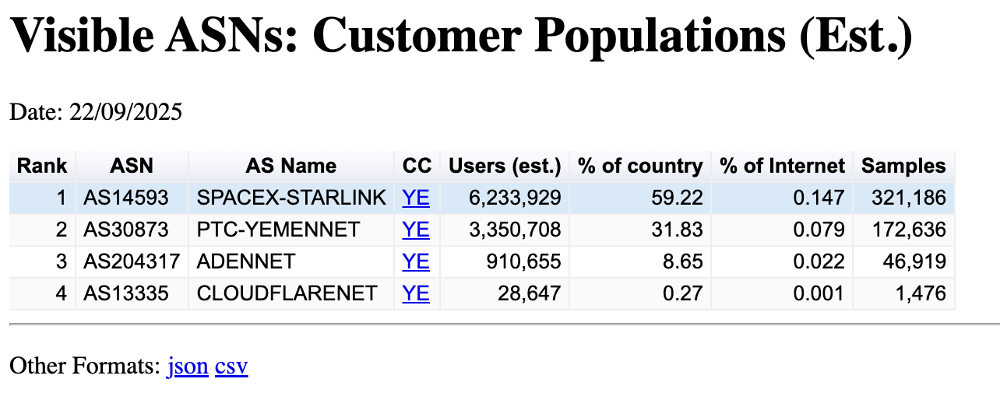 Visible ASNs: Customer Populations (Est.)
Date: 22/09/2025
Rank ASN AS Name CC Users (est.) % of country % of Internet Samples
1 AS14593 SPACEX-STARLINK YE 6,233,929 59.22 0.147 321,186
2 AS30873 PTC-YEMENNET YE 3,350,708 31.83 0.079 172,636
3 AS204317 ADENNET YE 910,655 8.65 0.022 46,919
4 AS13335 CLOUDFLARENET YE 28,647 0.27 0.001 1,476
Other Formats: json csv